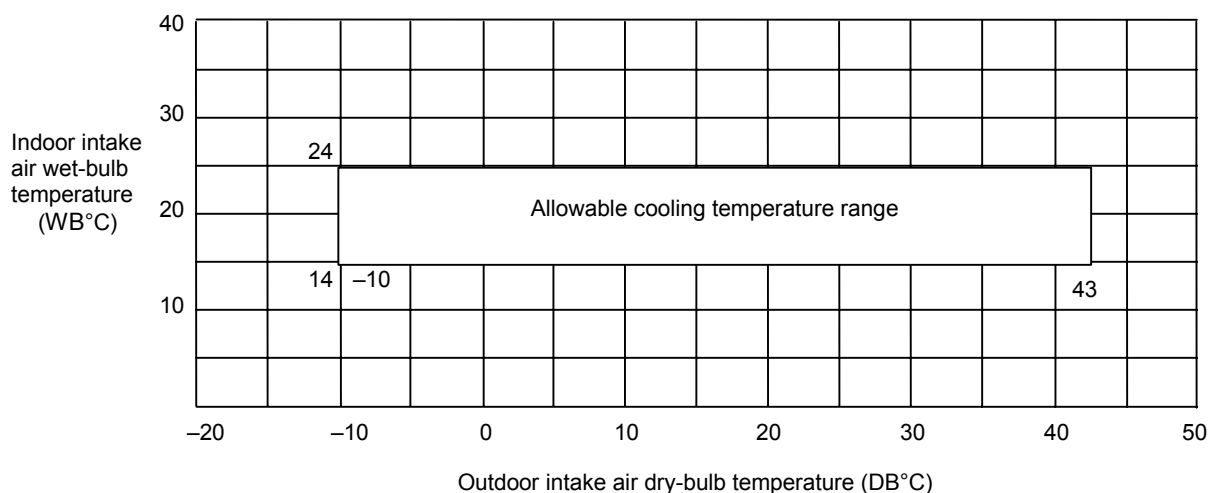 40
30
Indoor intake
air wet-bulb
temperature
(WB°C)
24
20
Allowable cooling temperature range
14
–10
43
10
–20
–10
0
10
20
30
40
50
Outdoor intake air dry-bulb temperature (DB°C)